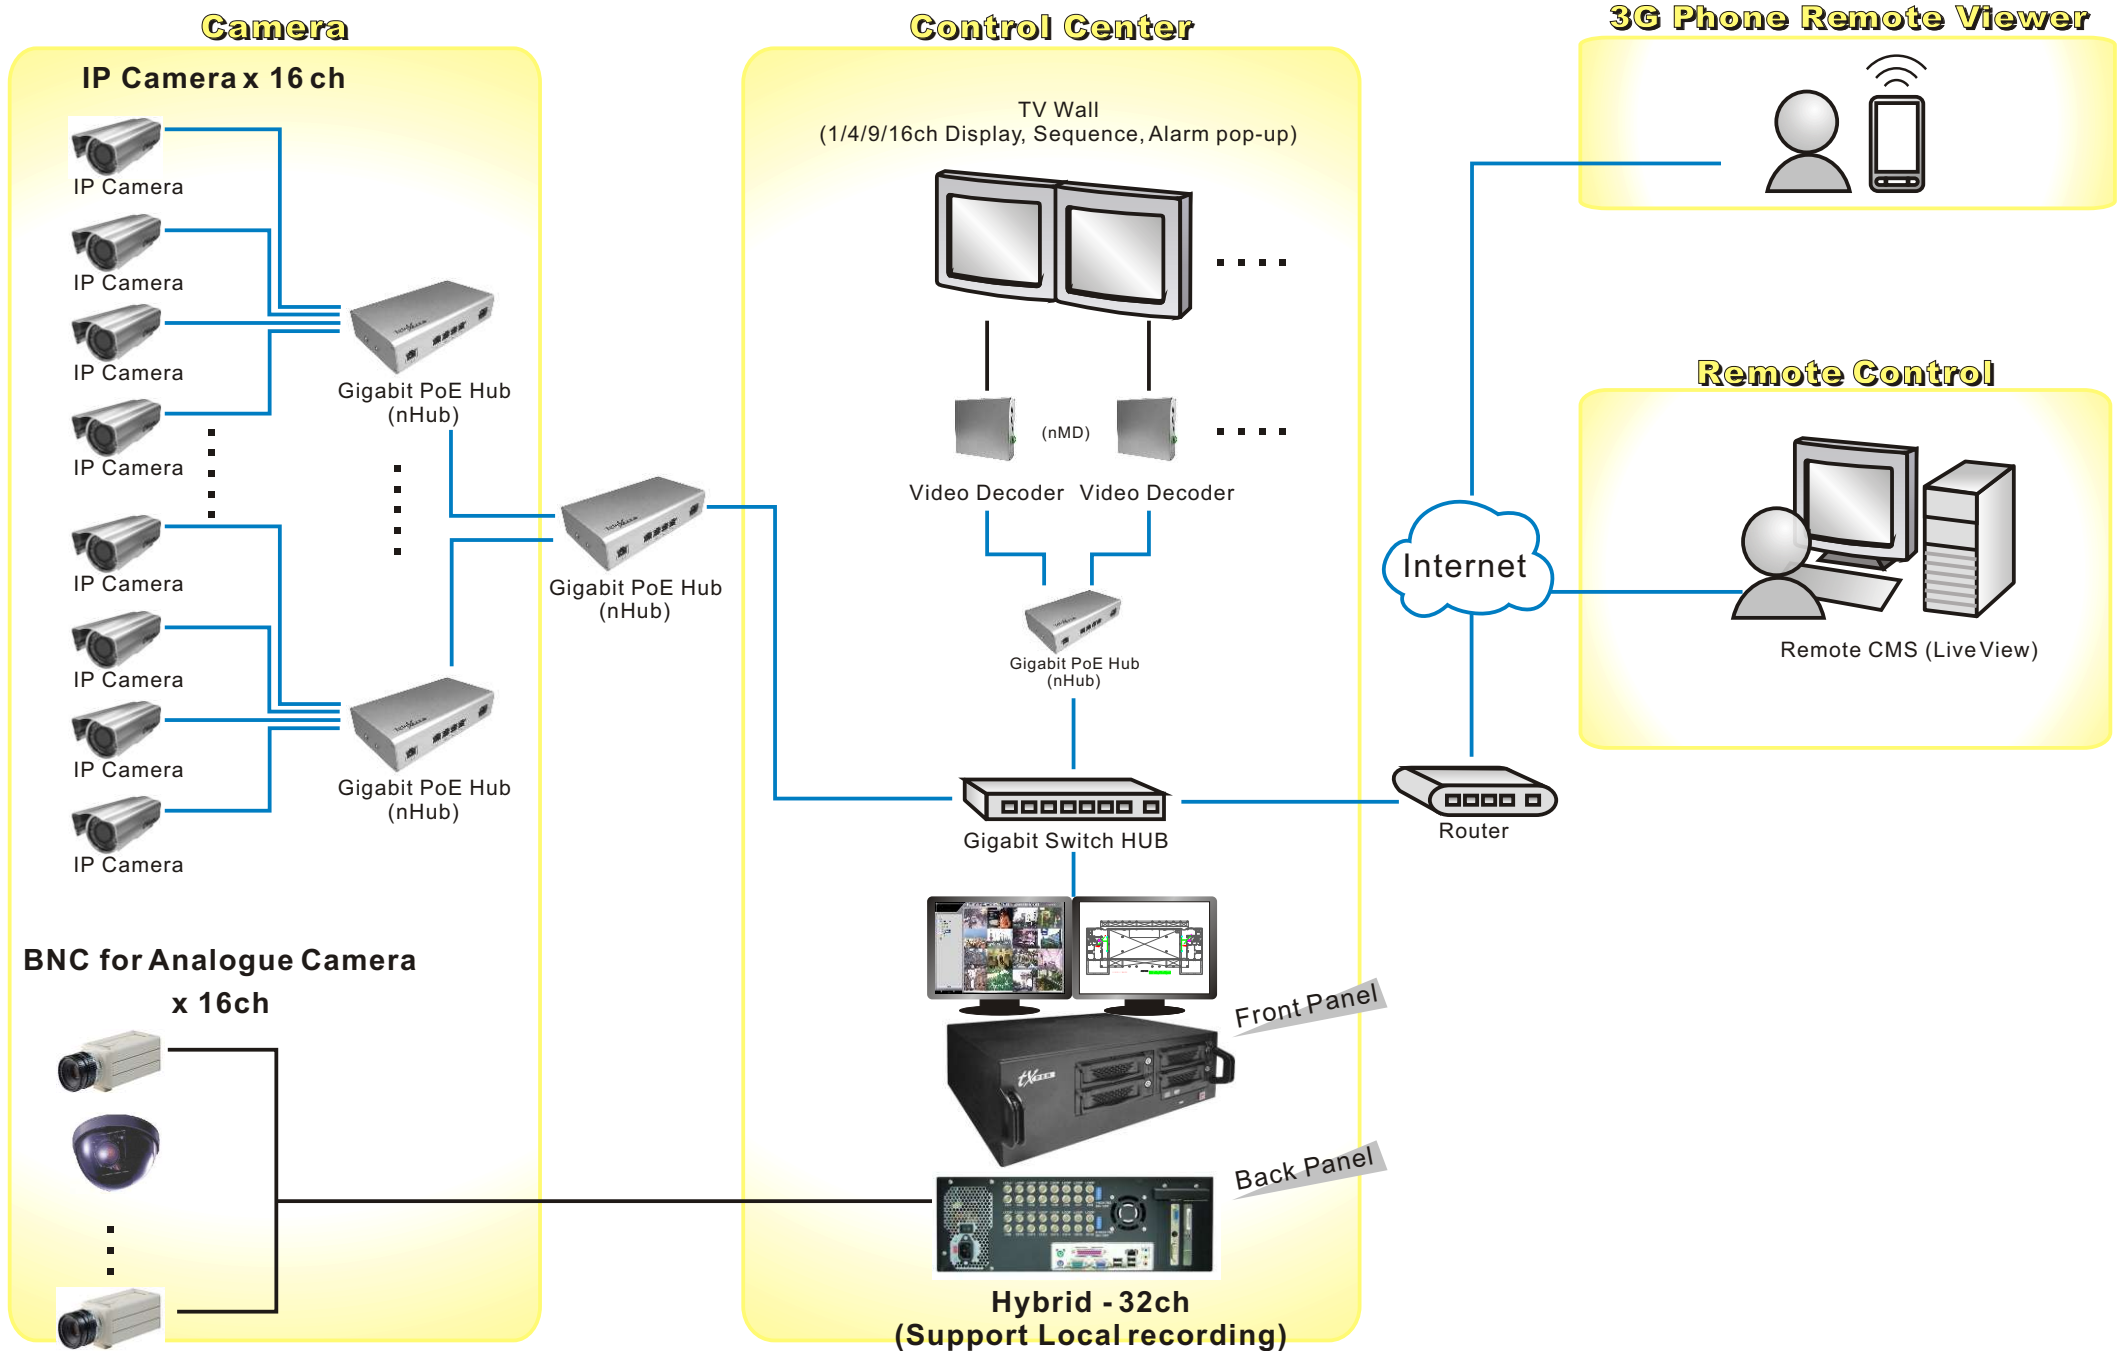 Camera
IP Camera x 16 ch
IP Camera
IP Camera
IP Camera
IP Camera
IP Camera
IP Camera
IP Camera
IP Camera
Gigabit PoE Hub
(nHub)
Gigabit PoE Hub
(nHub)
Gigabit PoE Hub
(nHub)
BNC for Analogue Camera
x 16ch
Control Center
TV Wall
(1/4/9/16ch Display, Sequence, Alarm pop-up)
(nMD)
Video Decoder
Video Decoder
Gigabit PoE Hub
(nHub)
Gigabit Switch HUB
Front Panel
Back Panel
Hybrid - 32ch
(Support Local recording)
Internet
Router
3G Phone Remote Viewer
Remote Control
Remote CMS (Live View)